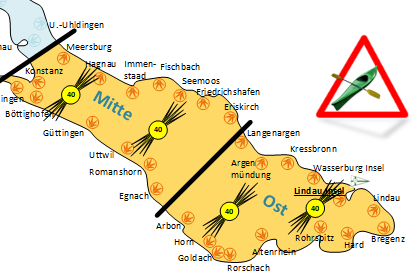 U.-Uhldingen
nau
Meersburg
Hagnau
Immen-
staad
Fischbach
Konstanz
Seemoos
ingen
Friedrichshafen
40
Mitte
Eriskirch
Böttighofen
Güttingen
40
Langenargen
Uttwil
Kressbronn
Romanshorn
Argen
mündung
Wasserburg Insel
Egnach
Lindau Insel
Lindau
40
Ost
40
Arbon
Horn
Rohrspitz
Hard
Bregenz
Goldach
Altenrhein
Rorschach